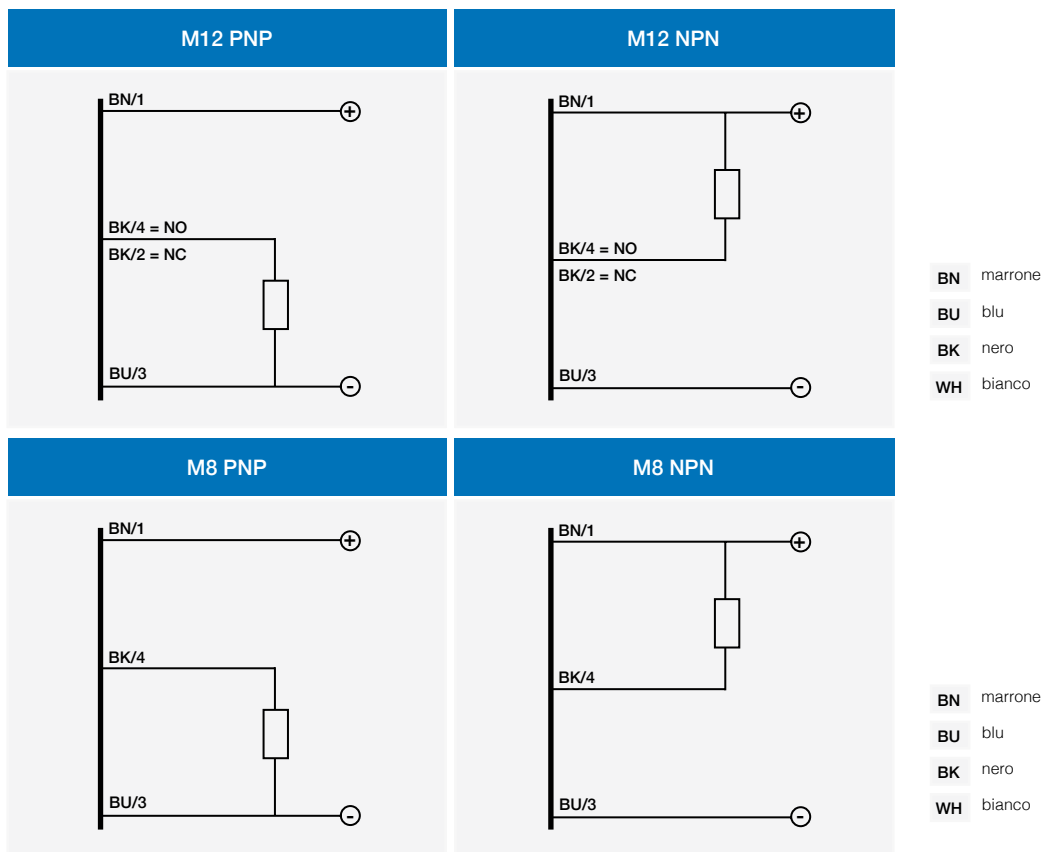 M12 PNP
M12 NPN
BN/1
+
BK/4 = NO
BK/2 = NC
BU/3
-
BN/1
+
BK/4 = NO
BK/2 = NC
BU/3
-
BN marrone
BU blu
BK nero
WH bianco
M8 PNP
M8 NPN
BN/1
+
BK/4
BU/3
-
BN/1
+
BK/4
BU/3
-
BN marrone
BU blu
BK nero
WH bianco